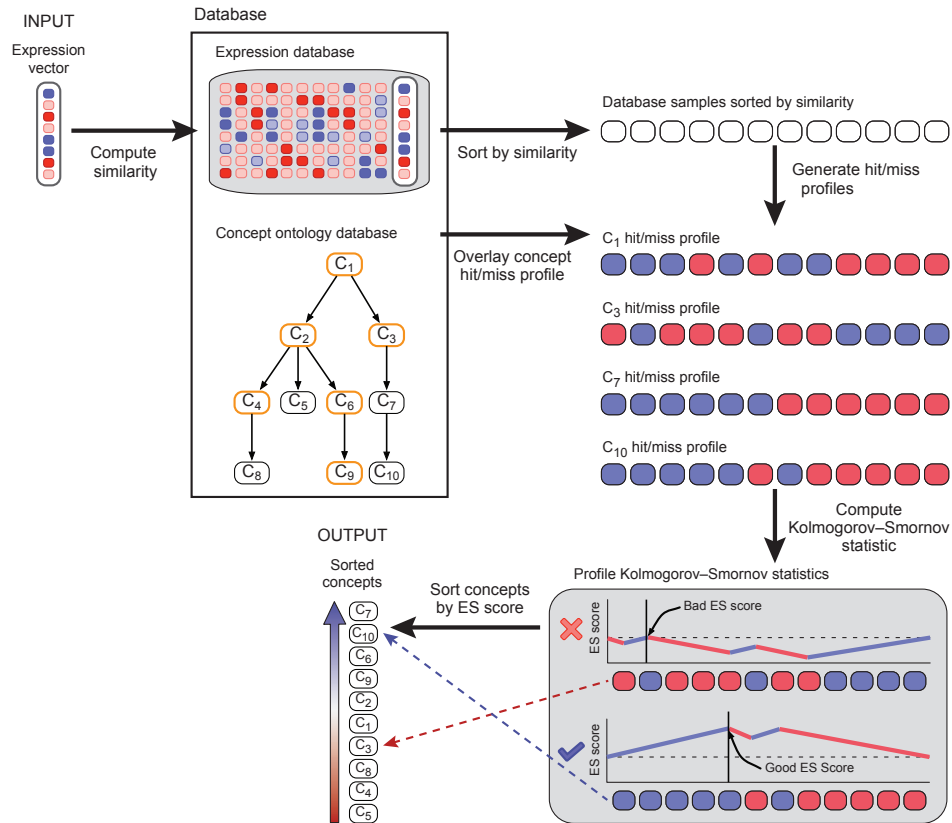 INPUT
Expression
vector
Compute
similarity
Database
Expression database
Concept ontology database
C1
C2
C3
C4
C5
C6
C7
C8
C9
C10
Sort by similarity
Overlay concept
hit/miss profile
Database samples sorted by similarity
Generate hit/miss
profiles
C1 hit/miss profile
C3 hit/miss profile
C7 hit/miss profile
C10 hit/miss profile
Compute
Kolmogorov–Smornov
statistic
Profile Kolmogorov–Smornov statistics
ES score
Bad ES score
ES score
Good ES Score
Sort concepts
by ES score
OUTPUT
Sorted
concepts
C7
C10
C6
C9
C2
C1
C3
C8
C4
C5